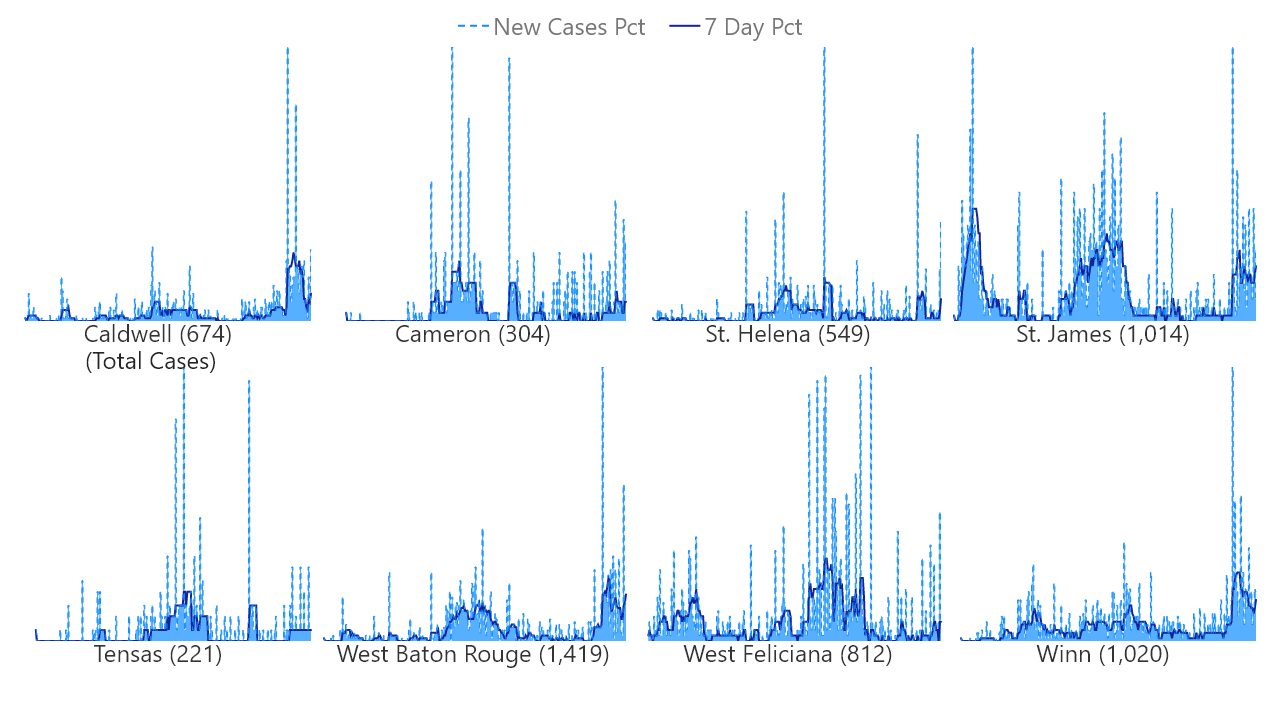 New Cases Pct 7 Day Pct
Caldwell (674) Cameron (304) St. Helena (549) St. James (1,014)
(Total Cases)
Tensas (221) West Baton Rouge (1,419) West Feliciana (812) Winn (1,020)